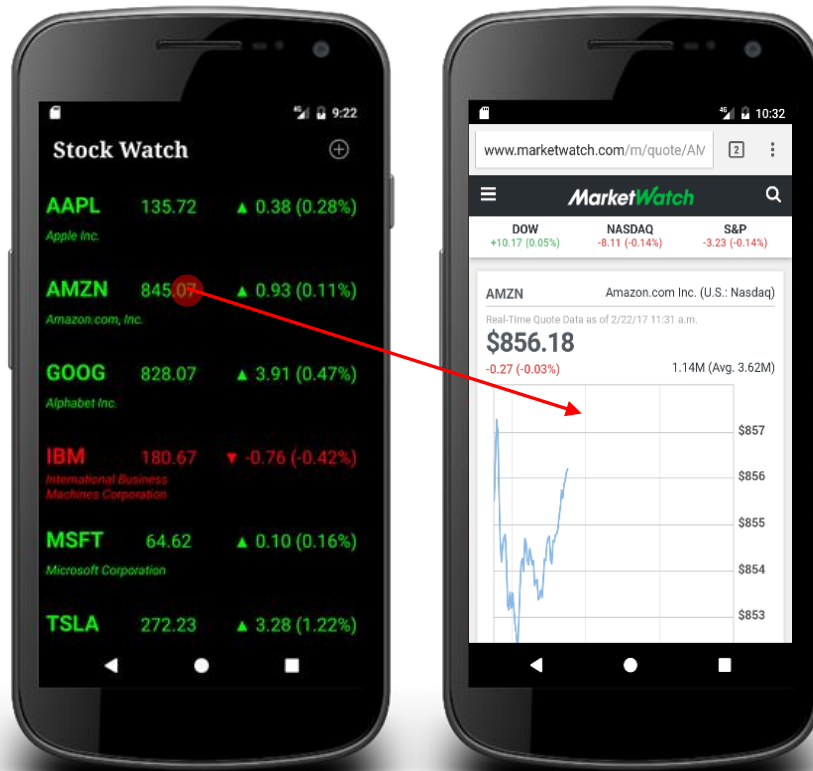 4G 9:22
Stock Watch
AAPL 135.72 ▲ 0.38 (0.28%)
Apple Inc.
AMZN 845.07 ▲ 0.93 (0.11%)
Amazon.com, Inc.
GOOG 828.07 ▲ 3.91 (0.47%)
Alphabet Inc.
IBM 180.67 ▼ -0.76 (-0.42%)
International Business
Machines Corporation
MSFT 64.62 ▲ 0.10 (0.16%)
Microsoft Corporation
TSLA 272.23 ▲ 3.28 (1.22%)
4G 10:32
www.marketwatch.com/m/quote/AM 2
MarketWatch
DOW NASDAQ S&P
+10.17 (0.05%) -8.11 (-0.14%) -3.23 (-0.14%)
AMZN Amazon.com Inc. (U.S.: Nasdaq)
Real-Time Quote Data as of 2/22/17 11:31 a.m.
$856.18
-0.27 (-0.03%) 1.14M (Avg. 3.62M)
$857
$856
$855
$854
$853